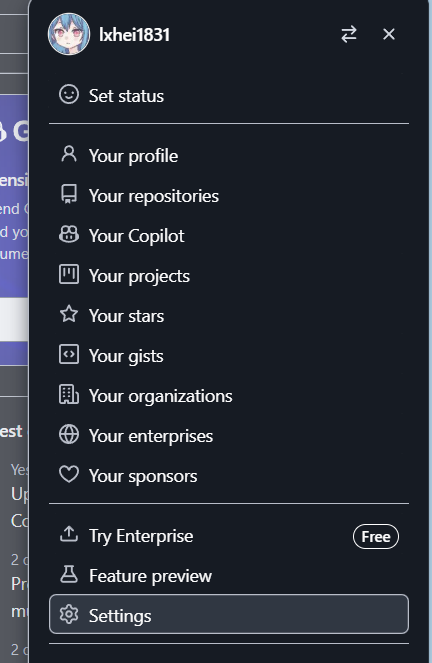 lxhei1831
Set status
Your profile
Your repositories
Your Copilot
Your projects
Your stars
Your gists
Your organizations
Your enterprises
Your sponsors
Try Enterprise Free
Feature preview
Settings